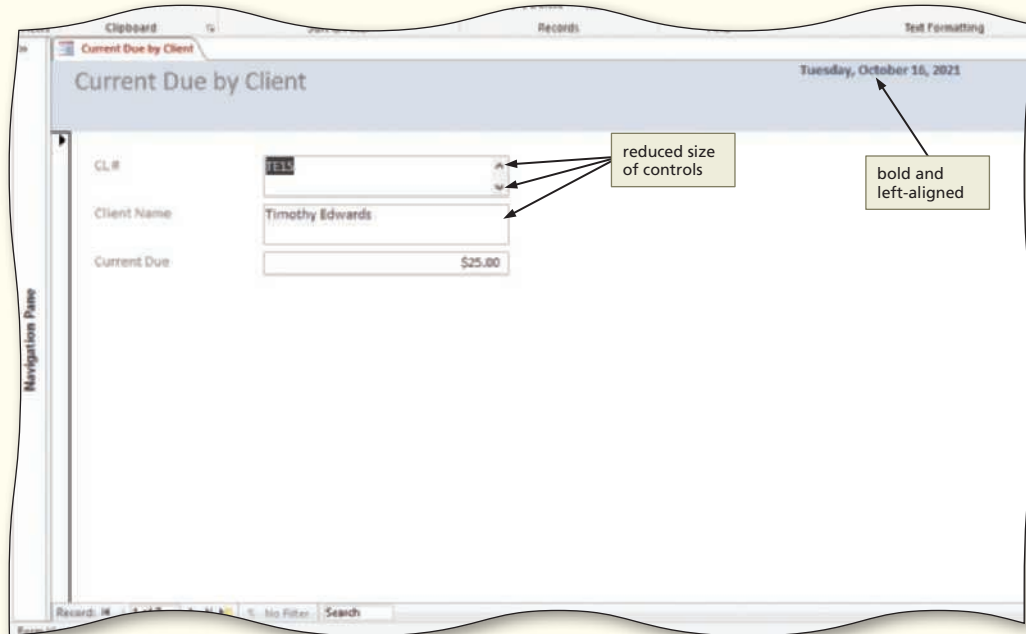 Clipboard Records Text Formatting
Current Due by Client
Current Due by Client
Tuesday, October 16, 2021
CL #
TE15
reduced size
of controls
bold and
left-aligned
Client Name
Timothy Edwards
Current Due
$25.00
Navigation Pane
Record: No Filter Search